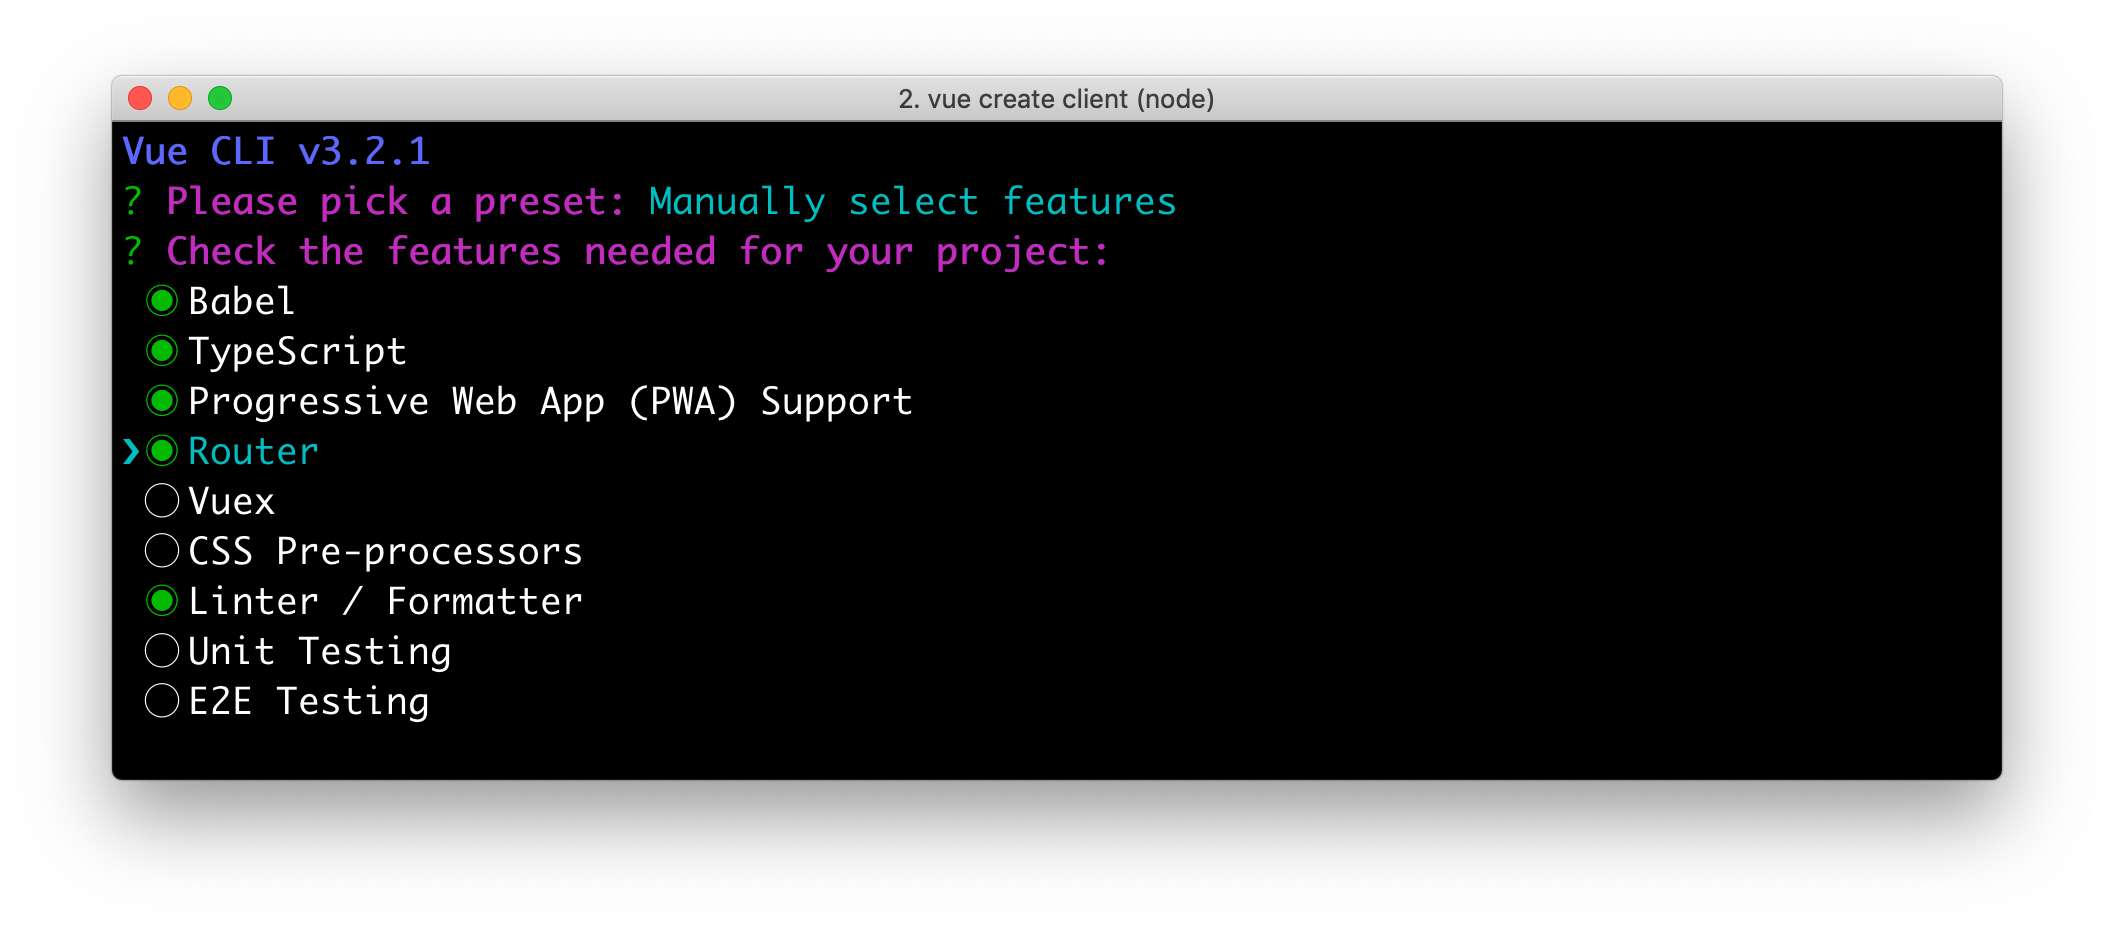 2. vue create client (node)
Vue CLI v3.2.1
? Please pick a preset: Manually select features
? Check the features needed for your project:
◉ Babel
◉ TypeScript
◉ Progressive Web App (PWA) Support
❯◉ Router
◯ Vuex
◯ CSS Pre-processors
◉ Linter / Formatter
◯ Unit Testing
◯ E2E Testing